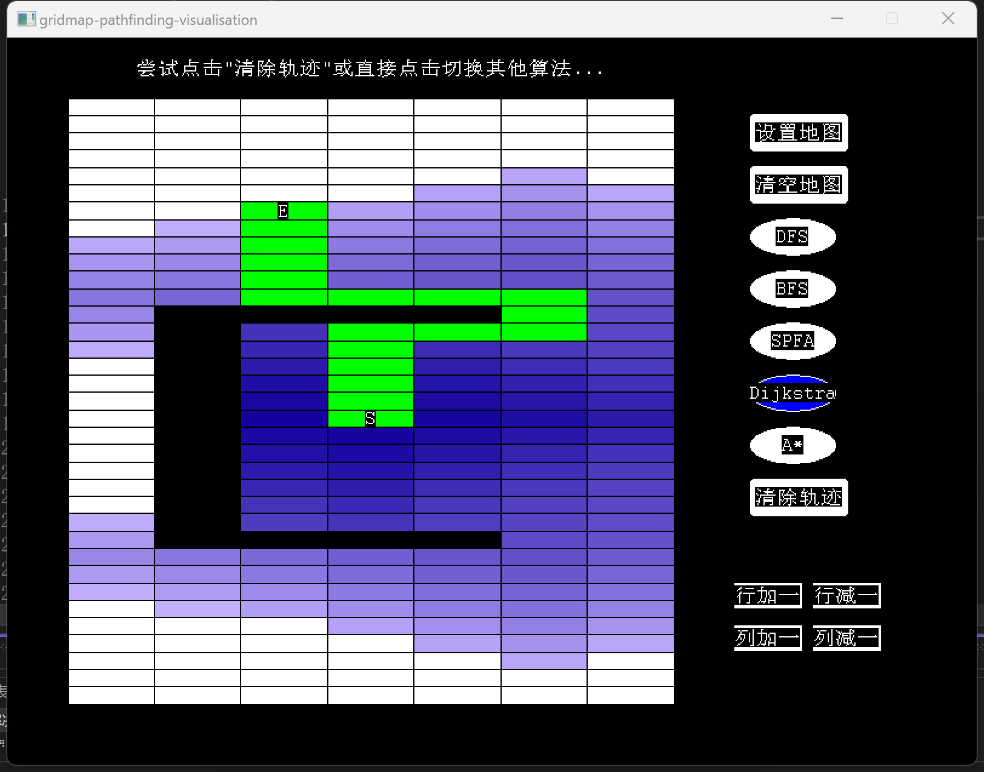 gridmap-pathfinding-visualisation
尝试点击"清除轨迹"或直接点击切换其他算法...
设置地图
清空地图
E
DFS
BFS
SPFA
Dijkstra
S
A*
清除轨迹
行加一 行减一
列加一 列减一